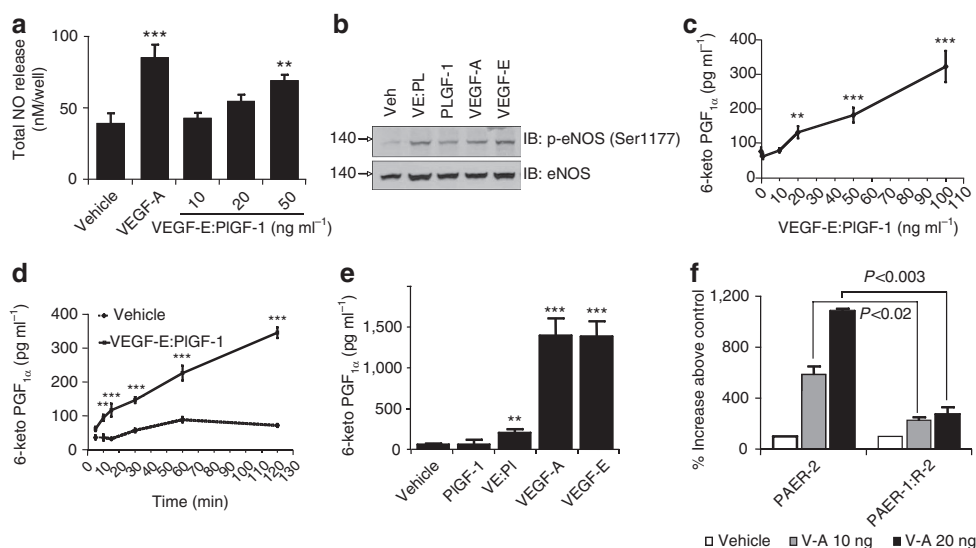 a
Total NO release
(nM/well)
100
50
0
***
**
Vehicle
VEGF-A
10
20
50
VEGF-E:PlGF-1 (ng ml⁻¹)
b
Veh
VE:PL
PLGF-1
VEGF-A
VEGF-E
140
IB: p-eNOS (Ser1177)
140
IB: eNOS
c
6-keto PGF1α (pg ml⁻¹)
400
300
200
100
0
**
***
***
0
10
20
30
40
50
60
70
80
90
100
110
VEGF-E:PlGF-1 (ng ml⁻¹)
d
6-keto PGF1α (pg ml⁻¹)
400
300
200
100
0
Vehicle
VEGF-E:PIGF-1
**
***
***
***
***
0
10
20
30
40
50
60
70
80
90
100
110
120
130
Time (min)
e
6-keto PGF1α (pg ml⁻¹)
1,500
1,000
500
0
**
***
***
Vehicle
PlGF-1
VE:Pl
VEGF-A
VEGF-E
f
% Increase above control
1,200
800
400
0
P<0.003
P<0.02
PAER-2
PAER-1:R-2
Vehicle
V-A 10 ng
V-A 20 ng